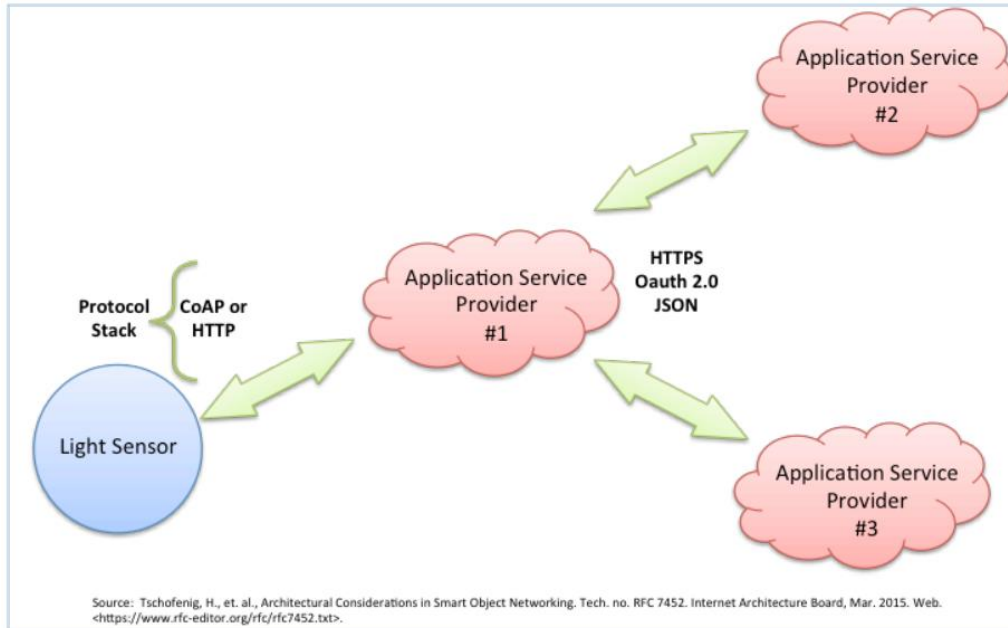 Application Service
Provider
#2
Application Service
Provider
#1
HTTPS
Oauth 2.0
JSON
Protocol
Stack
CoAP or
HTTP
Light Sensor
Application Service
Provider
#3
Source: Tschofenig, H., et. al., Architectural Considerations in Smart Object Networking. Tech. no. RFC 7452. Internet Architecture Board, Mar. 2015. Web.
<https://www.rfc-editor.org/rfc/rfc7452.txt>.